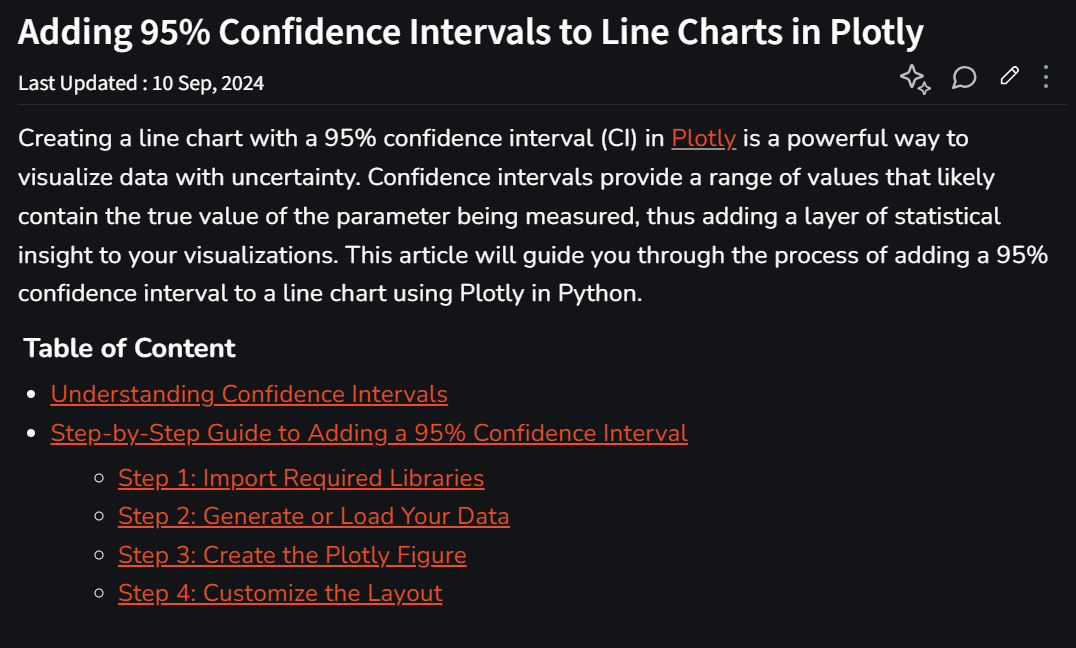 Adding 95% Confidence Intervals to Line Charts in Plotly
Last Updated : 10 Sep, 2024
Creating a line chart with a 95% confidence interval (CI) in Plotly is a powerful way to
visualize data with uncertainty. Confidence intervals provide a range of values that likely
contain the true value of the parameter being measured, thus adding a layer of statistical
insight to your visualizations. This article will guide you through the process of adding a 95%
confidence interval to a line chart using Plotly in Python.
Table of Content
Understanding Confidence Intervals
Step-by-Step Guide to Adding a 95% Confidence Interval
Step 1: Import Required Libraries
Step 2: Generate or Load Your Data
Step 3: Create the Plotly Figure
Step 4: Customize the Layout